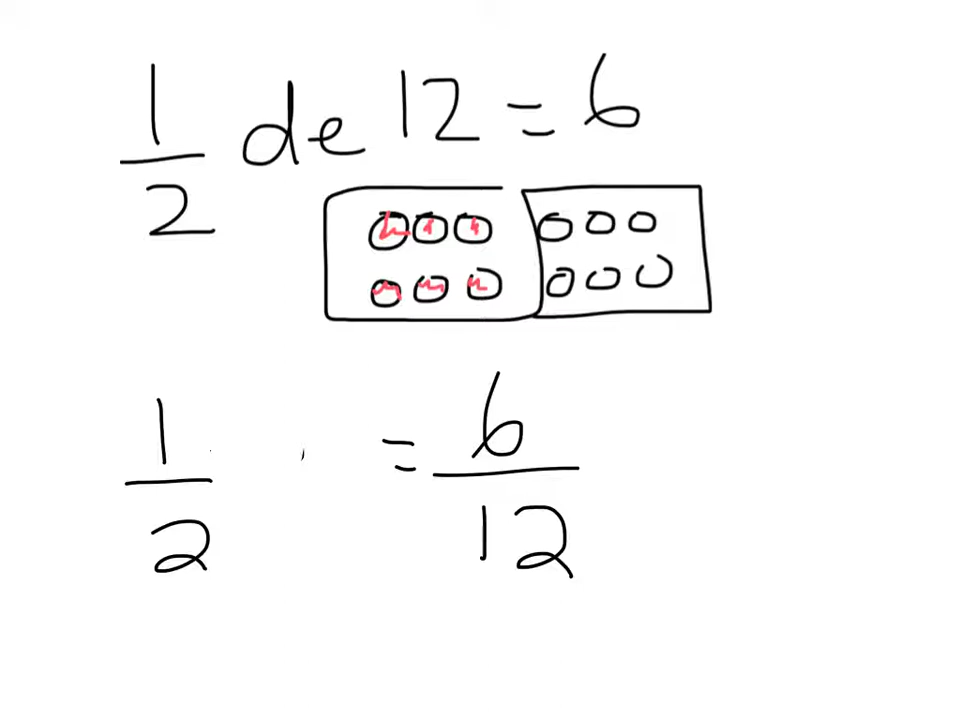 1/2 de 12 = 6
1/2 = 6/12